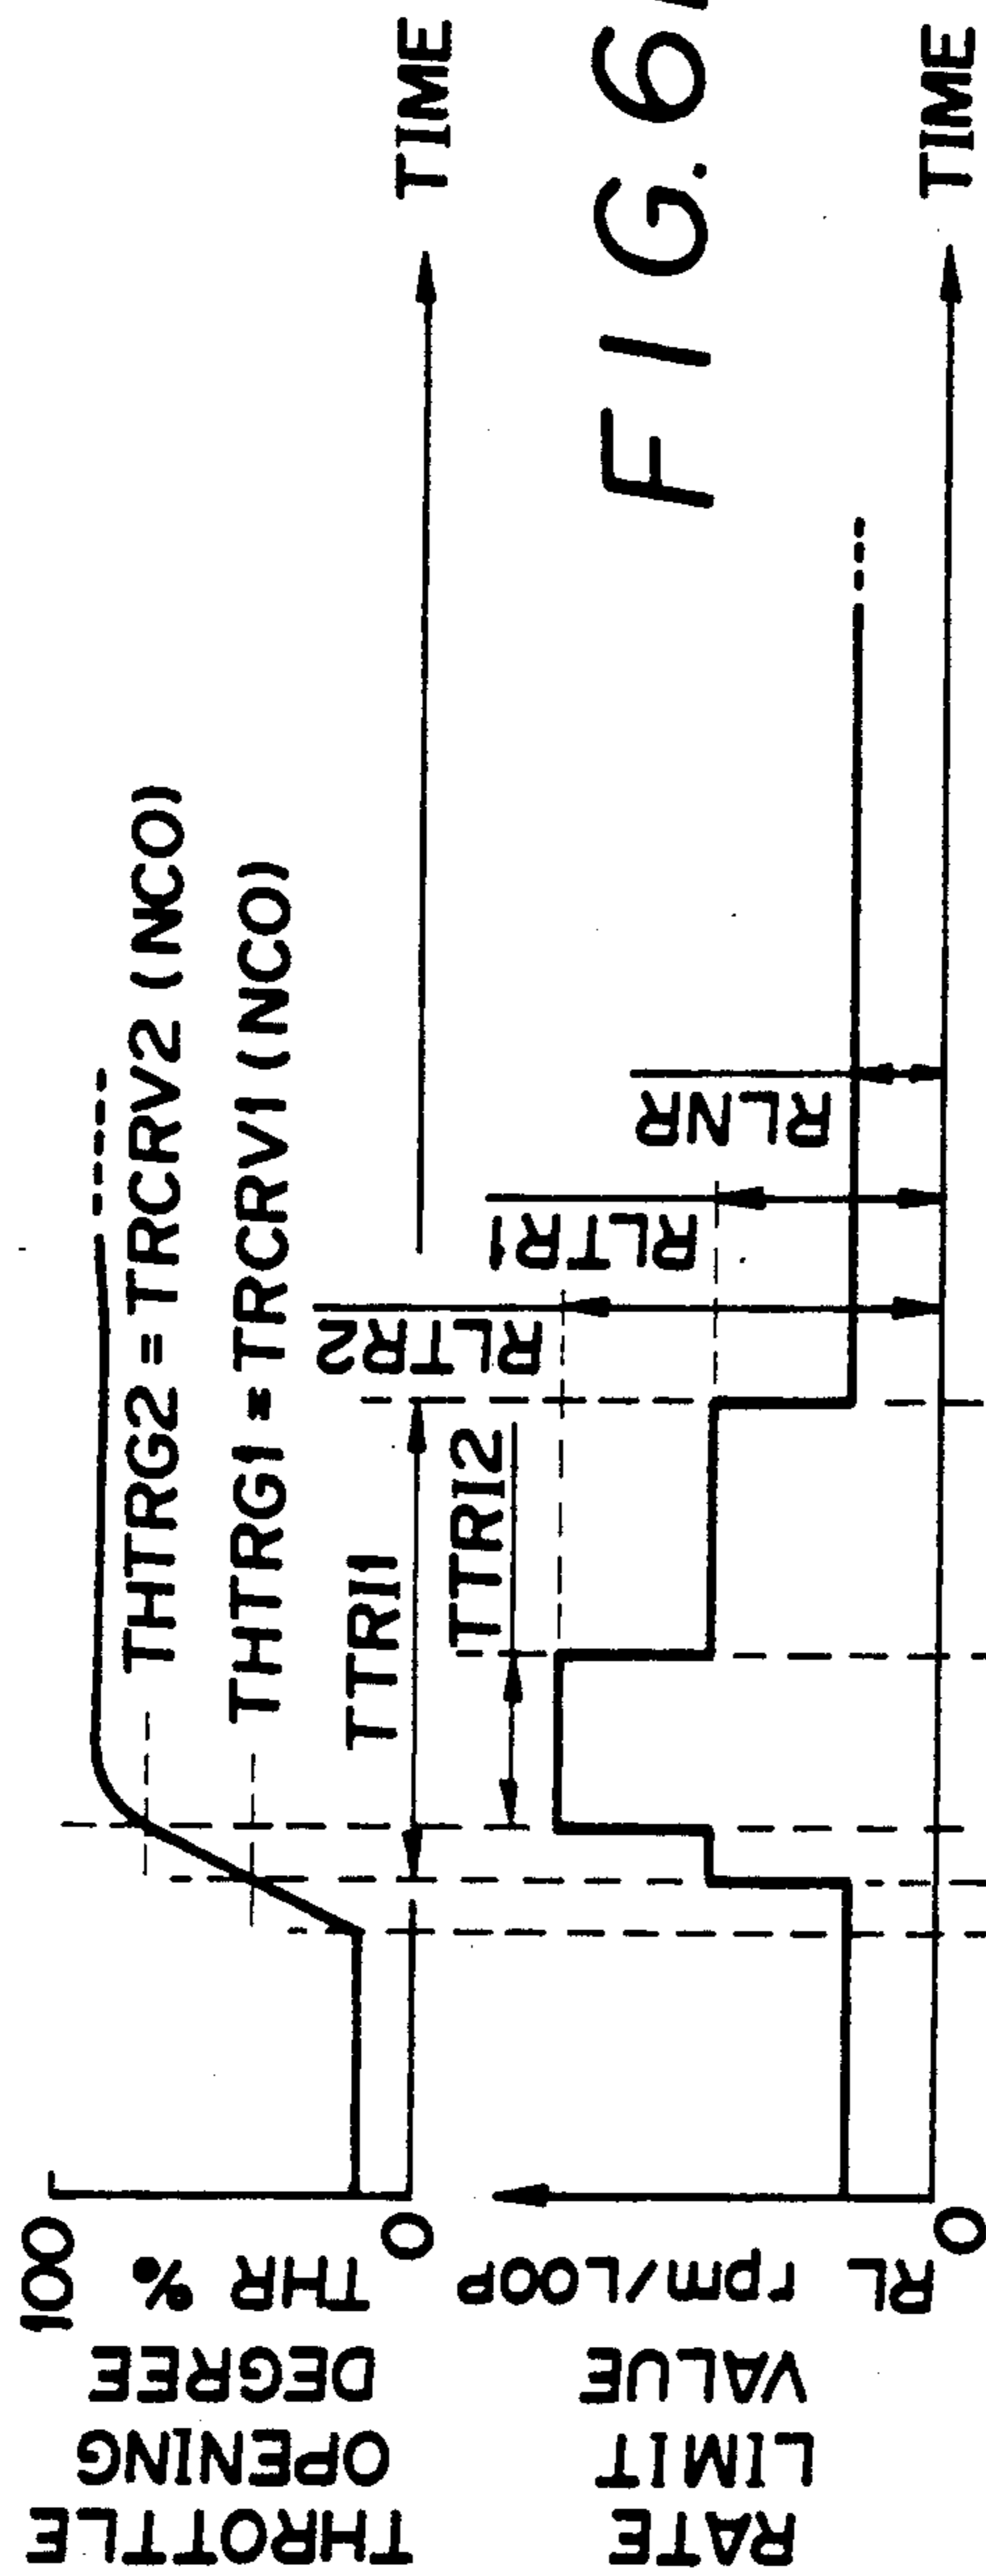 THROTTLE
OPENING
DEGREE
THR %
100
0
THTRG2 = TRCRV2 (NCO)
THTRG1 = TRCRV1 (NCO)
TTRI1
TTRI2
TIME
RATE
LIMIT
VALUE
rpm/LOOP
RL
0
RLTR2
RLTR1
RLNR
TIME
FIG. 6